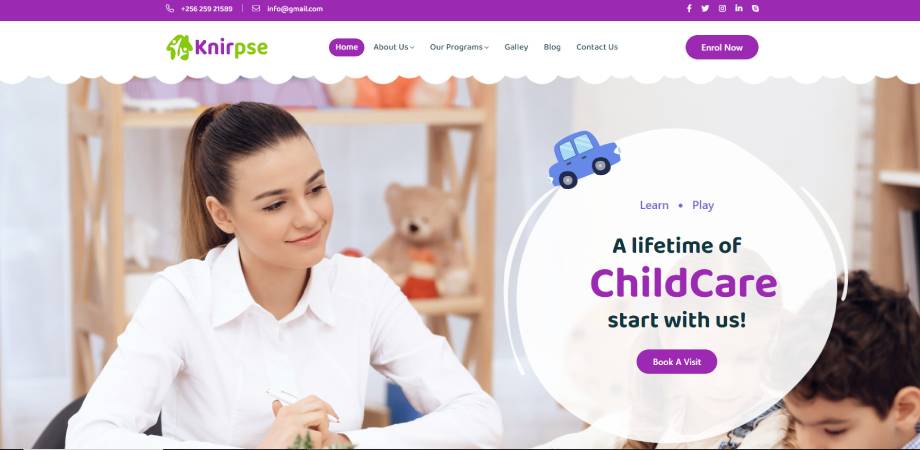 +256 259 21589 info@gmail.com
Knirpse Home About Us Our Programs Galley Blog Contact Us Enrol Now
Learn • Play
A lifetime of
ChildCare
start with us!
Book A Visit